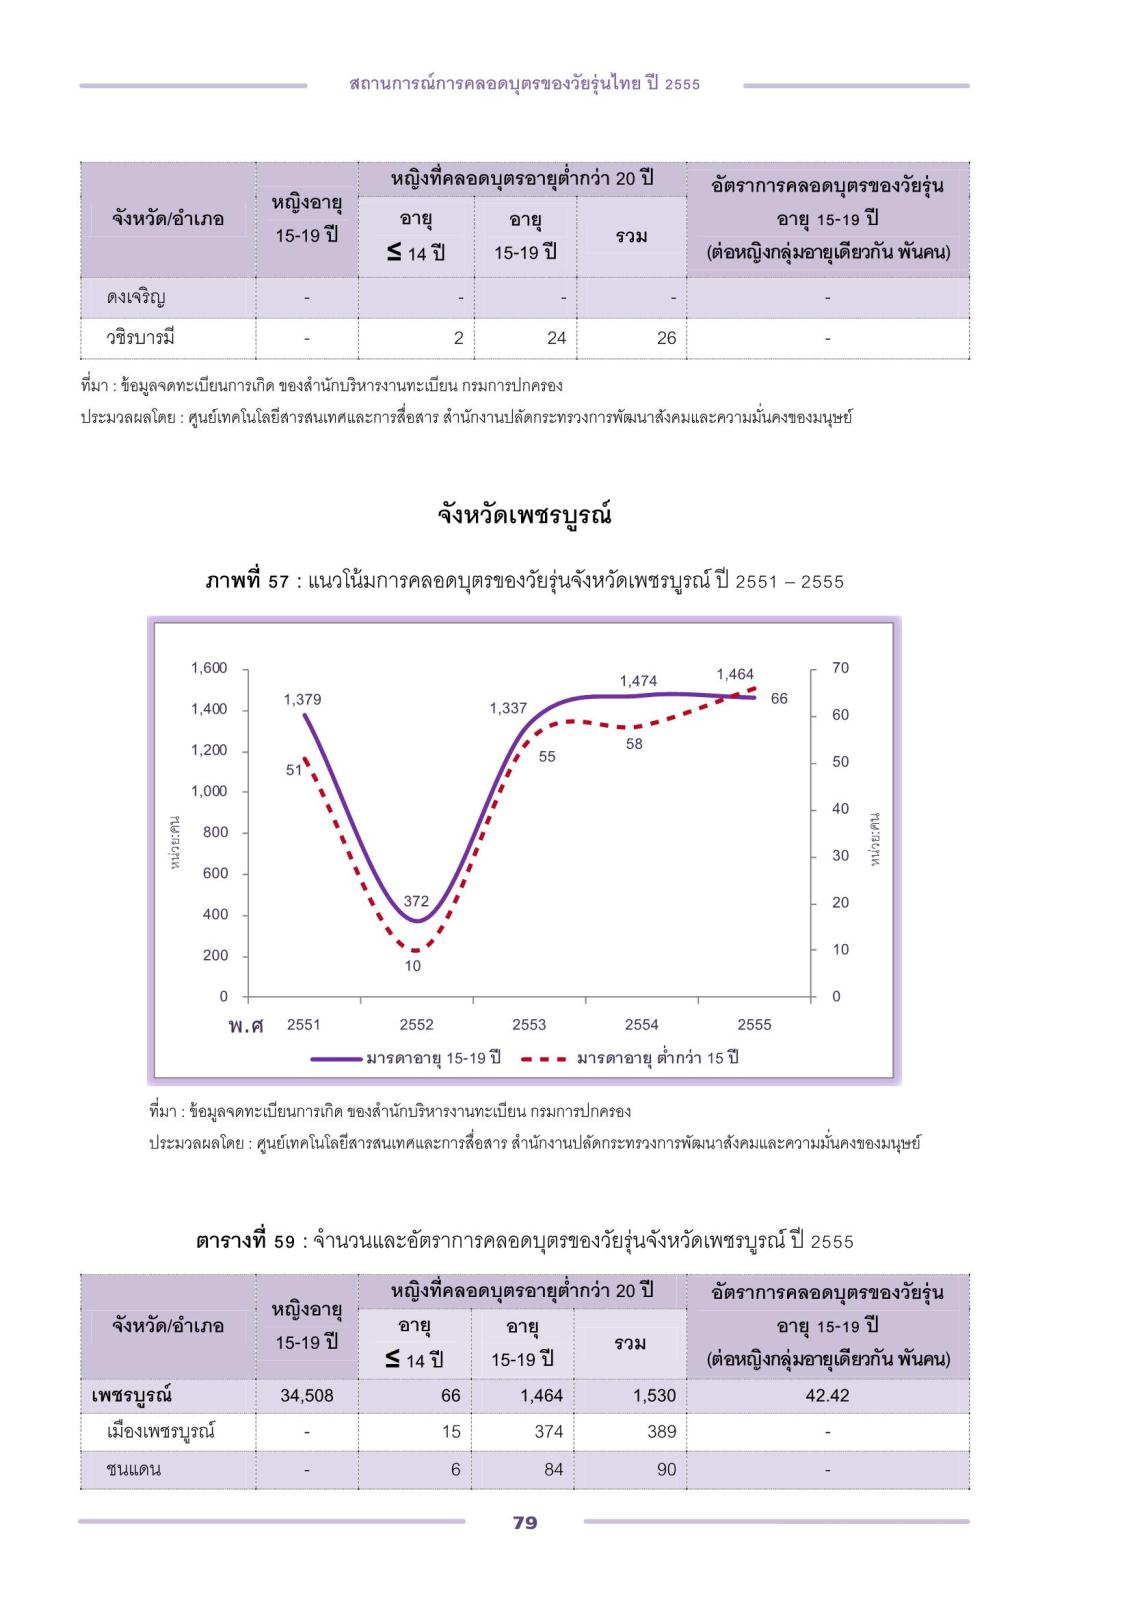 สถานการณ์การคลอดบุตรของวัยรุ่นไทย ปี 2555
จังหวัด/อำเภอ
หญิงอายุ
15-19 ปี
หญิงที่คลอดบุตรอายุต่ำกว่า 20 ปี
อายุ
≤ 14 ปี
อายุ
15-19 ปี
รวม
อัตราการคลอดบุตรของวัยรุ่น
อายุ 15-19 ปี
(ต่อหญิงกลุ่มอายุเดียวกัน พันคน)
ดงเจริญ - - - - -
วชิรบารมี - 2 24 26 -
ที่มา : ข้อมูลจดทะเบียนการเกิด ของสำนักบริหารงานทะเบียน กรมการปกครอง
ประมวลผลโดย : ศูนย์เทคโนโลยีสารสนเทศและการสื่อสาร สำนักงานปลัดกระทรวงการพัฒนาสังคมและความมั่นคงของมนุษย์
จังหวัดเพชรบูรณ์
ภาพที่ 57 : แนวโน้มการคลอดบุตรของวัยรุ่นจังหวัดเพชรบูรณ์ ปี 2551 – 2555
หน่วย:คน
1,600
1,400
1,200
1,000
800
600
400
200
0
1,379
372
1,337
1,474
1,464
51
10
55
58
66
70
60
50
40
30
20
10
0
หน่วย:คน
พ.ศ 2551 2552 2553 2554 2555
มารดาอายุ 15-19 ปี มารดาอายุ ต่ำกว่า 15 ปี
ที่มา : ข้อมูลจดทะเบียนการเกิด ของสำนักบริหารงานทะเบียน กรมการปกครอง
ประมวลผลโดย : ศูนย์เทคโนโลยีสารสนเทศและการสื่อสาร สำนักงานปลัดกระทรวงการพัฒนาสังคมและความมั่นคงของมนุษย์
ตารางที่ 59 : จำนวนและอัตราการคลอดบุตรของวัยรุ่นจังหวัดเพชรบูรณ์ ปี 2555
จังหวัด/อำเภอ
หญิงอายุ
15-19 ปี
หญิงที่คลอดบุตรอายุต่ำกว่า 20 ปี
อายุ
≤ 14 ปี
อายุ
15-19 ปี
รวม
อัตราการคลอดบุตรของวัยรุ่น
อายุ 15-19 ปี
(ต่อหญิงกลุ่มอายุเดียวกัน พันคน)
เพชรบูรณ์ 34,508 66 1,464 1,530 42.42
เมืองเพชรบูรณ์ - 15 374 389 -
ชนแดน - 6 84 90 -
79